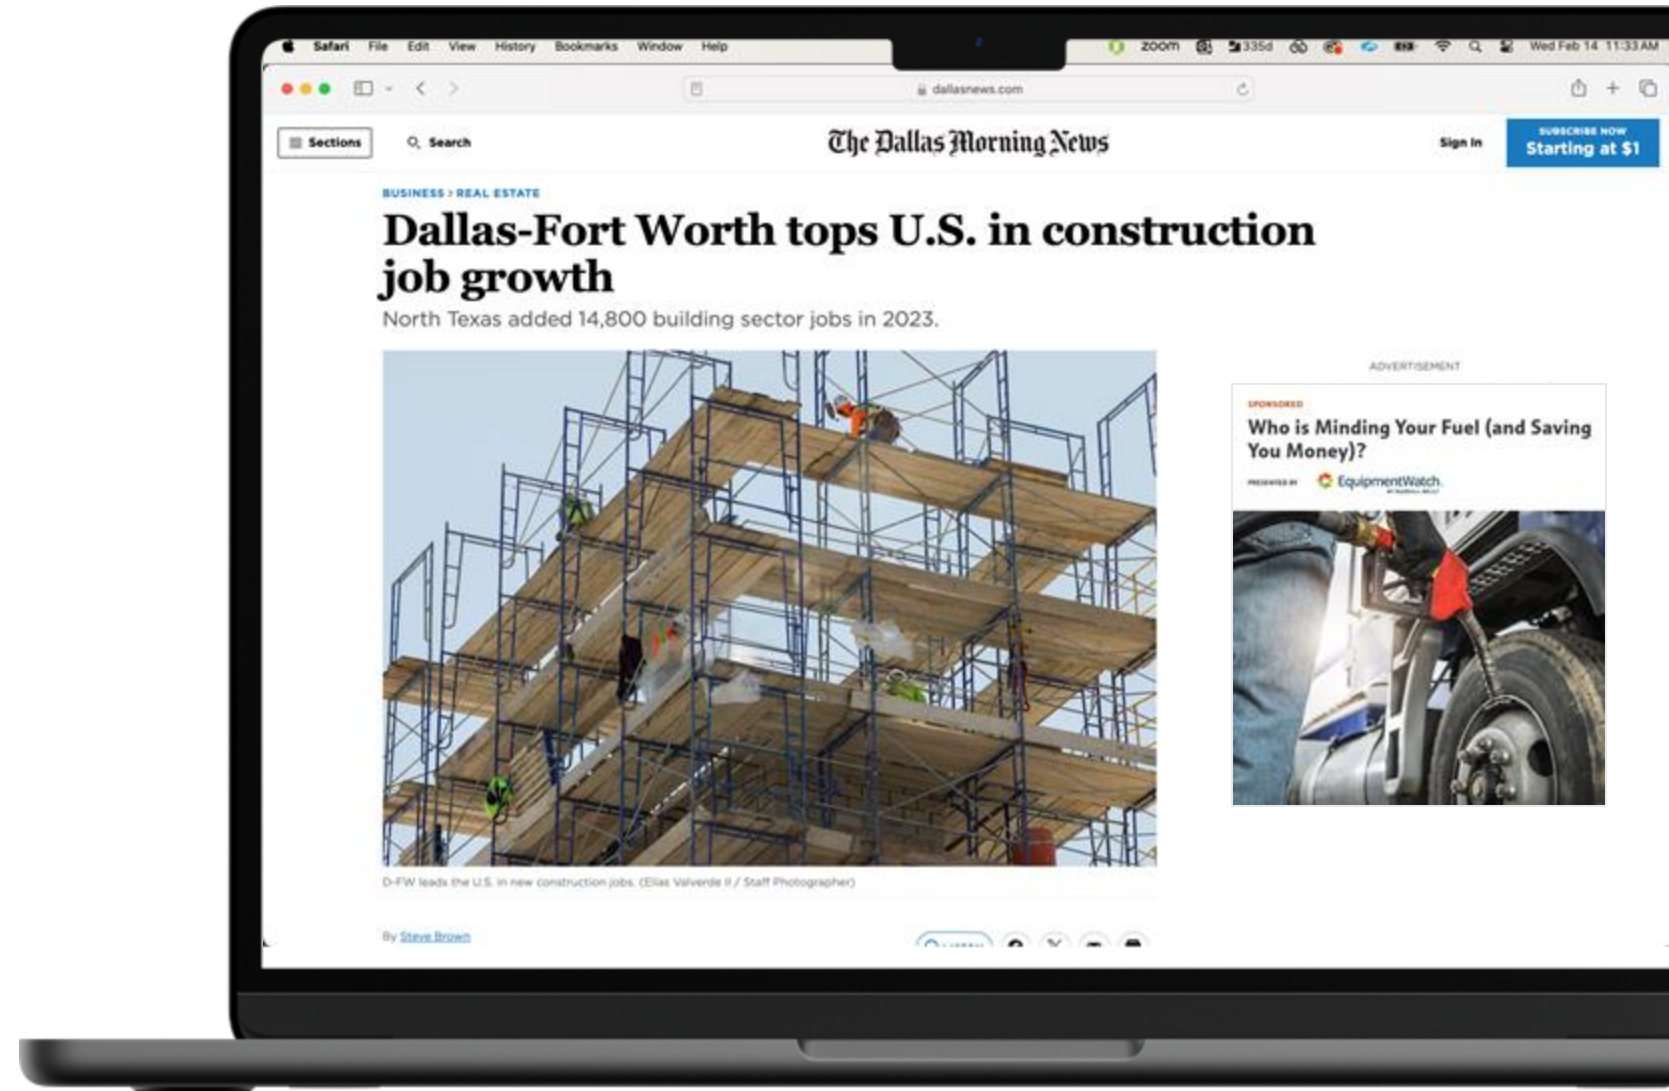 Safari File Edit View History Bookmarks Window Help
zoom 335d Wed Feb 14 11:33 AM
dallasnews.com
Sections Search The Dallas Morning News Sign In
SUBSCRIBE NOW
Starting at $1
BUSINESS > REAL ESTATE
Dallas-Fort Worth tops U.S. in construction
job growth
North Texas added 14,800 building sector jobs in 2023.
ADVERTISEMENT
SPONSORED
Who is Minding Your Fuel (and Saving
You Money)?
PRESENTED BY EquipmentWatch.
D-FW leads the U.S. in new construction jobs. (Elias Valverde II / Staff Photographer)
By Steve Brown